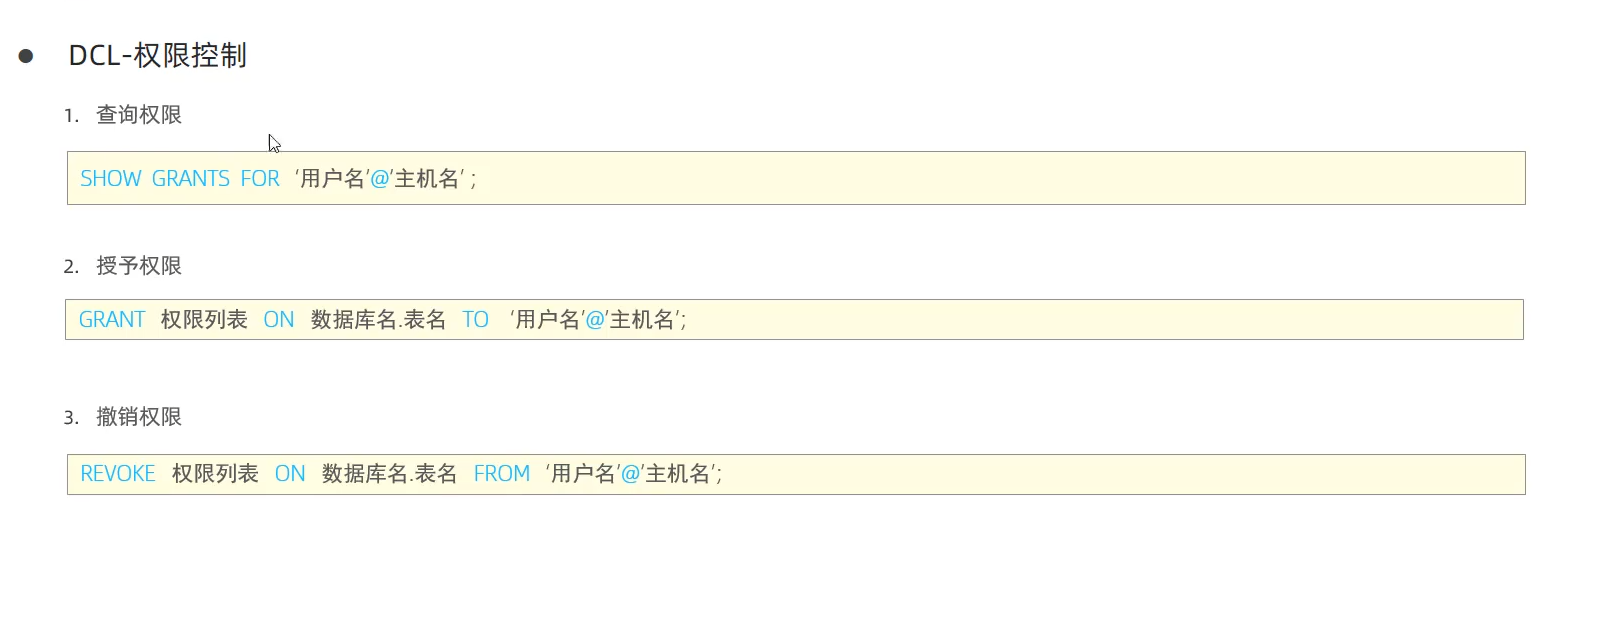 ● DCL-权限控制
1. 查询权限
SHOW GRANTS FOR '用户名'@'主机名' ;
2. 授予权限
GRANT 权限列表 ON 数据库名.表名 TO '用户名'@'主机名';
3. 撤销权限
REVOKE 权限列表 ON 数据库名.表名 FROM '用户名'@'主机名';